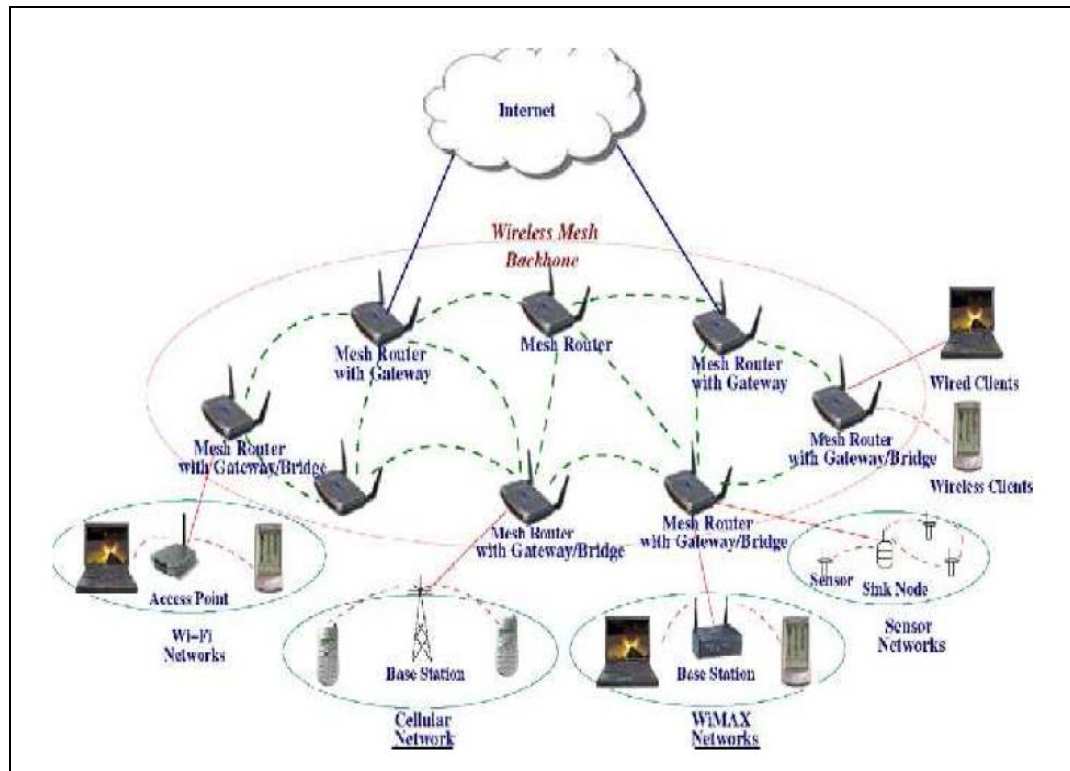 Internet
Wireless Mesh
Backbone
Mesh Router
with Gateway
Mesh Router
Mesh Router
with Gateway
Wired Clients
Mesh Router
with Gateway/Bridge
Mesh Router
with Gateway/Bridge
Wireless Clients
Mesh Router
with Gateway/Bridge
Mesh Router
with Gateway/Bridge
Access Point
Wi-Fi
Networks
Base Station
Cellular
Network
Base Station
WiMAX
Networks
Sensor
Sink Node
Sensor
Networks